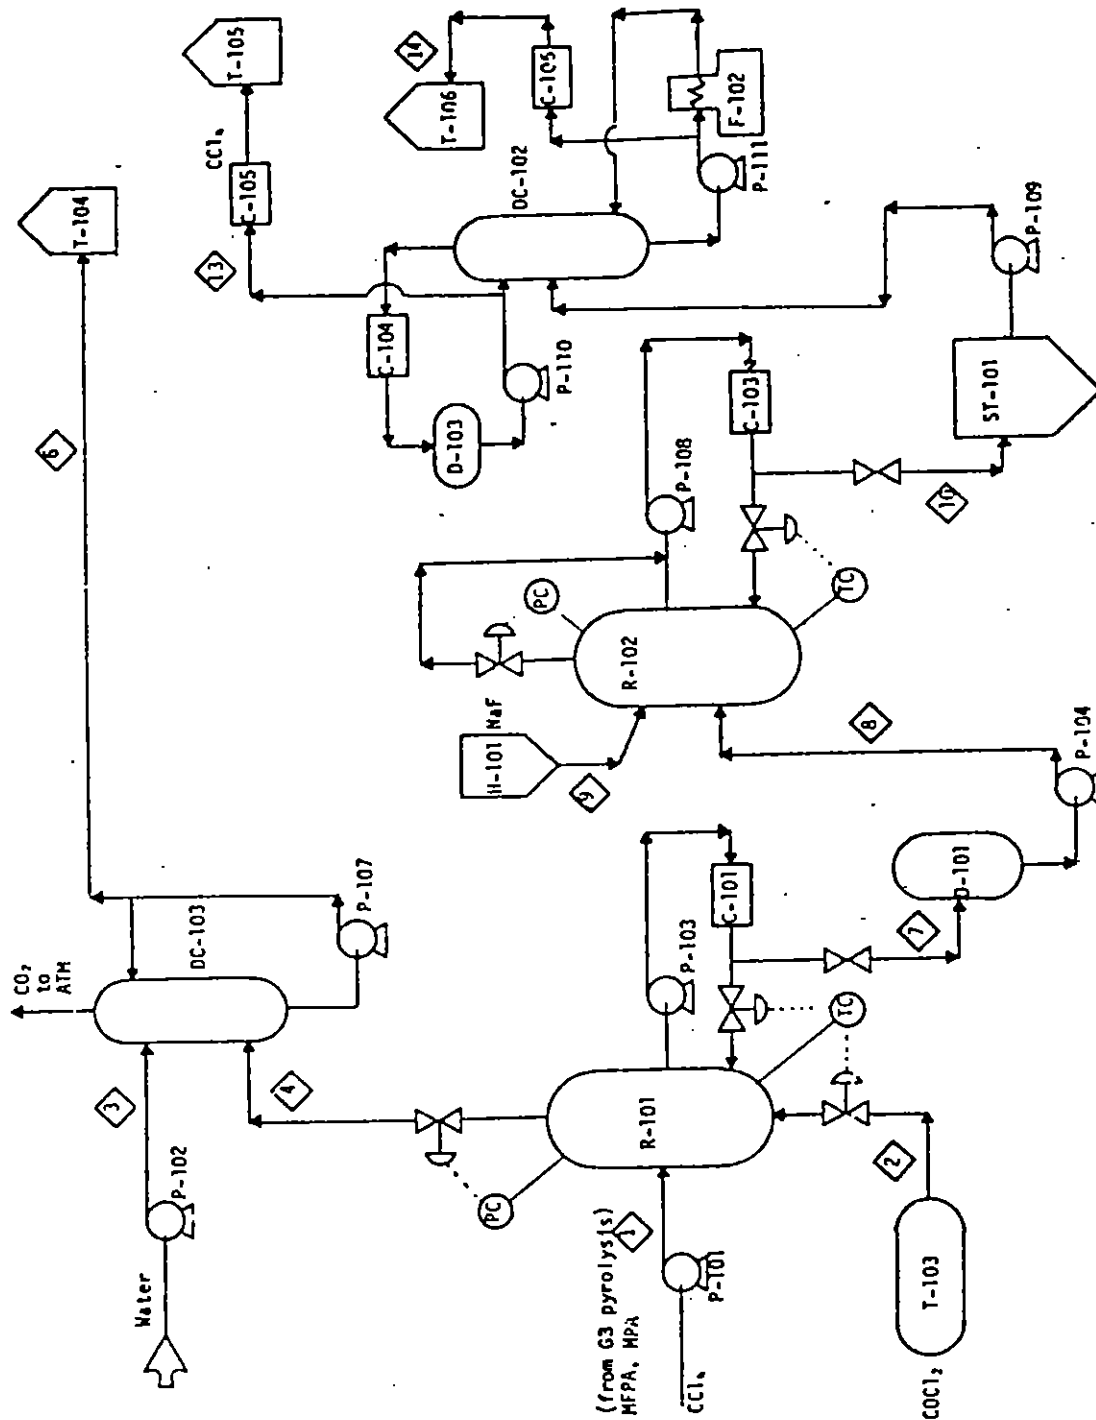 Water
P-102
3
CO₂
to
ATM
DC-103
P-107
6
T-104
4
PC
R-101
TC
P-103
C-101
(from G3 pyrolysis)
MFPA, MPA
CCl₄
P-101
1
COCl₂
T-103
2
7
D-101
P-104
8
H-101
NaF
9
R-102
PC
TC
P-108
C-103
10
ST-101
P-109
D-103
P-110
C-104
DC-102
13
C-105
CCl₄
T-105
T-106
14
C-105
F-102
P-111